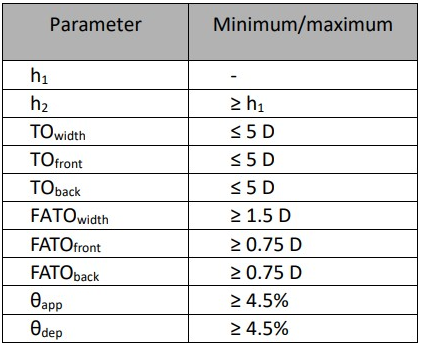 Parameter Minimum/maximum
h₁ -
h₂ ≥ h₁
TOwidth ≤ 5 D
TOfront ≤ 5 D
TOback ≤ 5 D
FATOwidth ≥ 1.5 D
FATOfront ≥ 0.75 D
FATOback ≥ 0.75 D
θapp ≥ 4.5%
θdep ≥ 4.5%